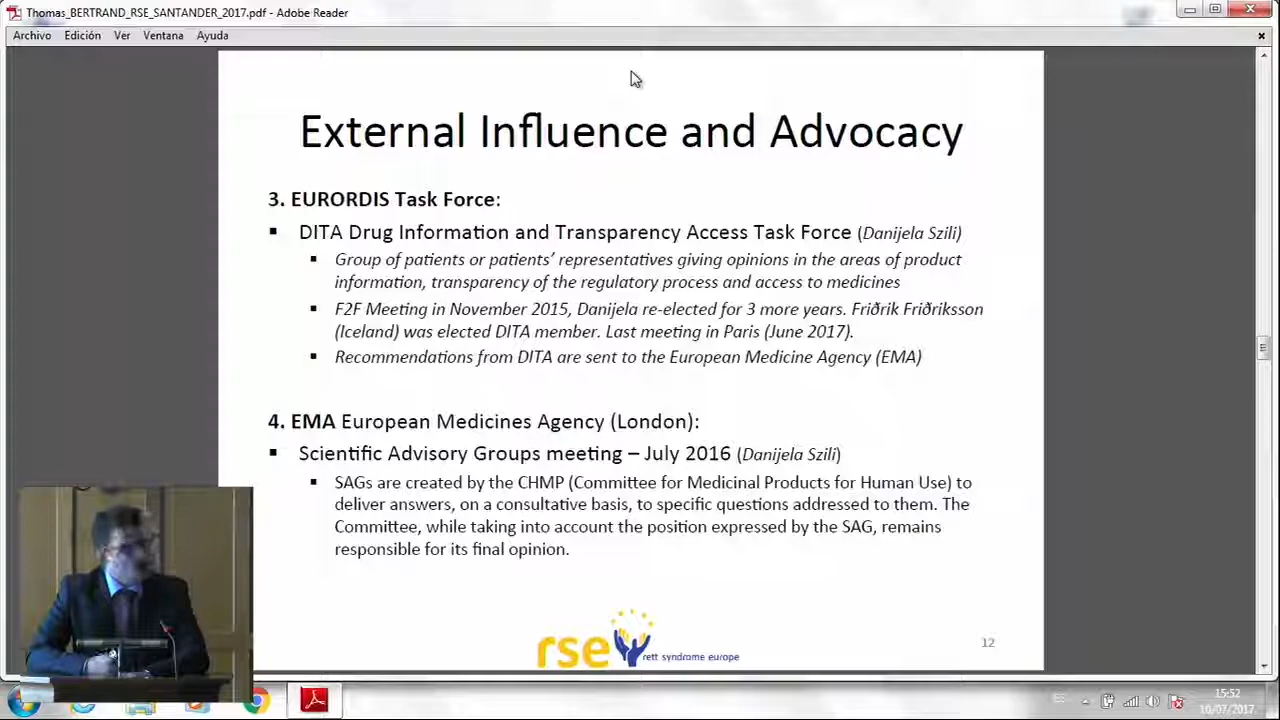 Thomas_BERTRAND_RSE_SANTANDER_2017.pdf - Adobe Reader
Archivo Edición Ver Ventana Ayuda
External Influence and Advocacy
3. EURORDIS Task Force:
▪ DITA Drug Information and Transparency Access Task Force (Danijela Szili)
▪ Group of patients or patients’ representatives giving opinions in the areas of product
information, transparency of the regulatory process and access to medicines
▪ F2F Meeting in November 2015, Danijela re-elected for 3 more years. Friðrik Friðriksson
(Iceland) was elected DITA member. Last meeting in Paris (June 2017).
▪ Recommendations from DITA are sent to the European Medicine Agency (EMA)
4. EMA European Medicines Agency (London):
▪ Scientific Advisory Groups meeting – July 2016 (Danijela Szili)
▪ SAGs are created by the CHMP (Committee for Medicinal Products for Human Use) to
deliver answers, on a consultative basis, to specific questions addressed to them. The
Committee, while taking into account the position expressed by the SAG, remains
responsible for its final opinion.
rse rett syndrome europe
12
ES
15:52
10/07/2017